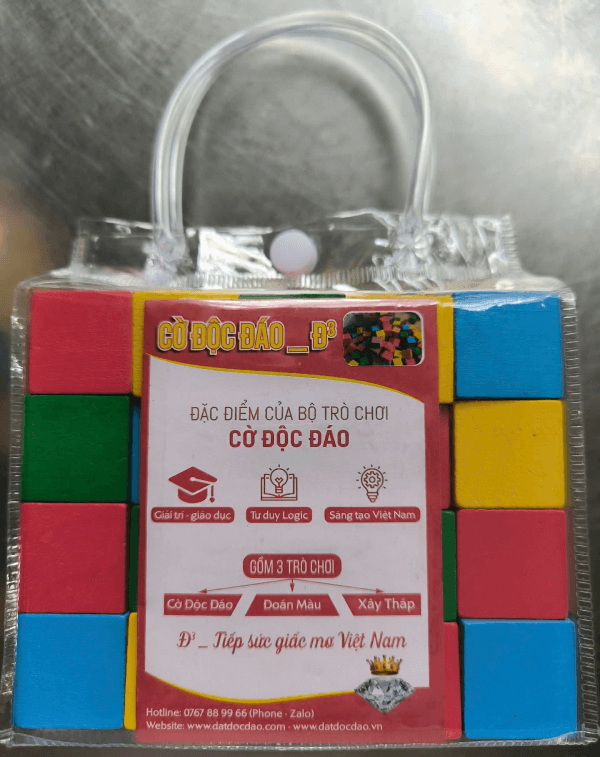 CỜ ĐỘC ĐÁO _ Đ³
ĐẶC ĐIỂM CỦA BỘ TRÒ CHƠI
CỜ ĐỘC ĐÁO
Giải trí - giáo dục Tư duy Logic Sáng tạo Việt Nam
GỒM 3 TRÒ CHƠI
Cờ Độc Đáo Đoán Màu Xây Tháp
Đ³ _ Tiếp sức giấc mơ Việt Nam
Hotline: 0767 88 99 66 (Phone - Zalo)
Website: www.datdocdao.com - www.datdocdao.vn